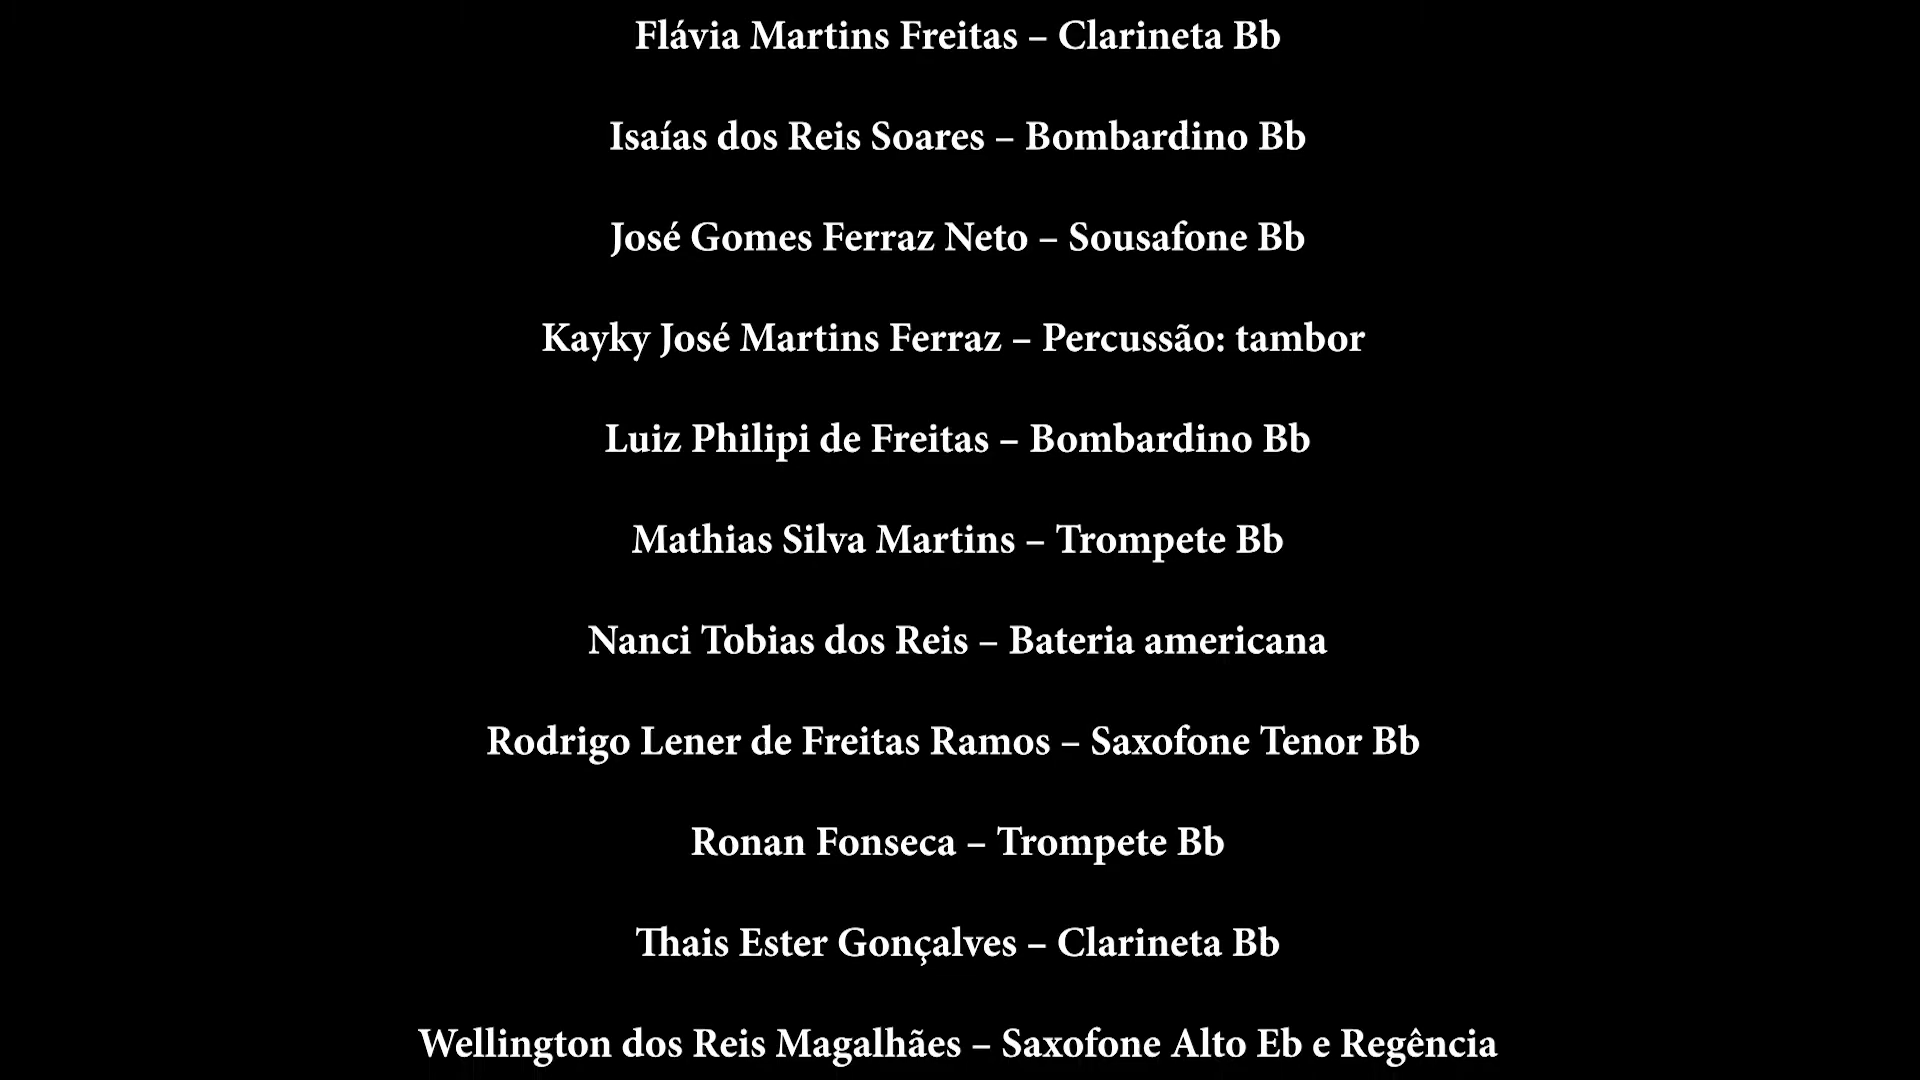 Flávia Martins Freitas – Clarineta Bb
Isaías dos Reis Soares – Bombardino Bb
José Gomes Ferraz Neto – Sousafone Bb
Kayky José Martins Ferraz – Percussão: tambor
Luiz Philipi de Freitas – Bombardino Bb
Mathias Silva Martins – Trompete Bb
Nanci Tobias dos Reis – Bateria americana
Rodrigo Lener de Freitas Ramos – Saxofone Tenor Bb
Ronan Fonseca – Trompete Bb
Thais Ester Gonçalves – Clarineta Bb
Wellington dos Reis Magalhães – Saxofone Alto Eb e Regência